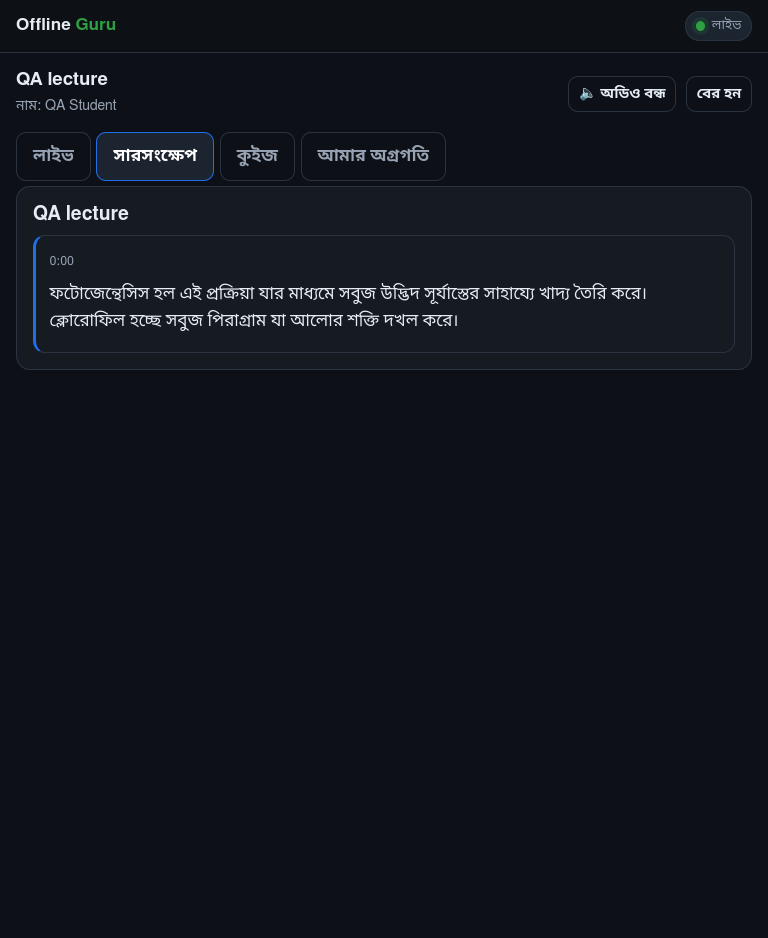 Offline Guru
লাইভ
QA lecture
নাম: QA Student
🔈 অডিও বন্ধ
বের হন
লাইভ
সারসংক্ষেপ
কুইজ
আমার অগ্রগতি
QA lecture
0:00
ফটোজেন্থেসিস হল এই প্রক্রিয়া যার মাধ্যমে সবুজ উদ্ভিদ সূর্যাস্তের সাহায্যে খাদ্য তৈরি করে।
ক্লোরোফিল হচ্ছে সবুজ পিরাগ্রাম যা আলোর শক্তি দখল করে।